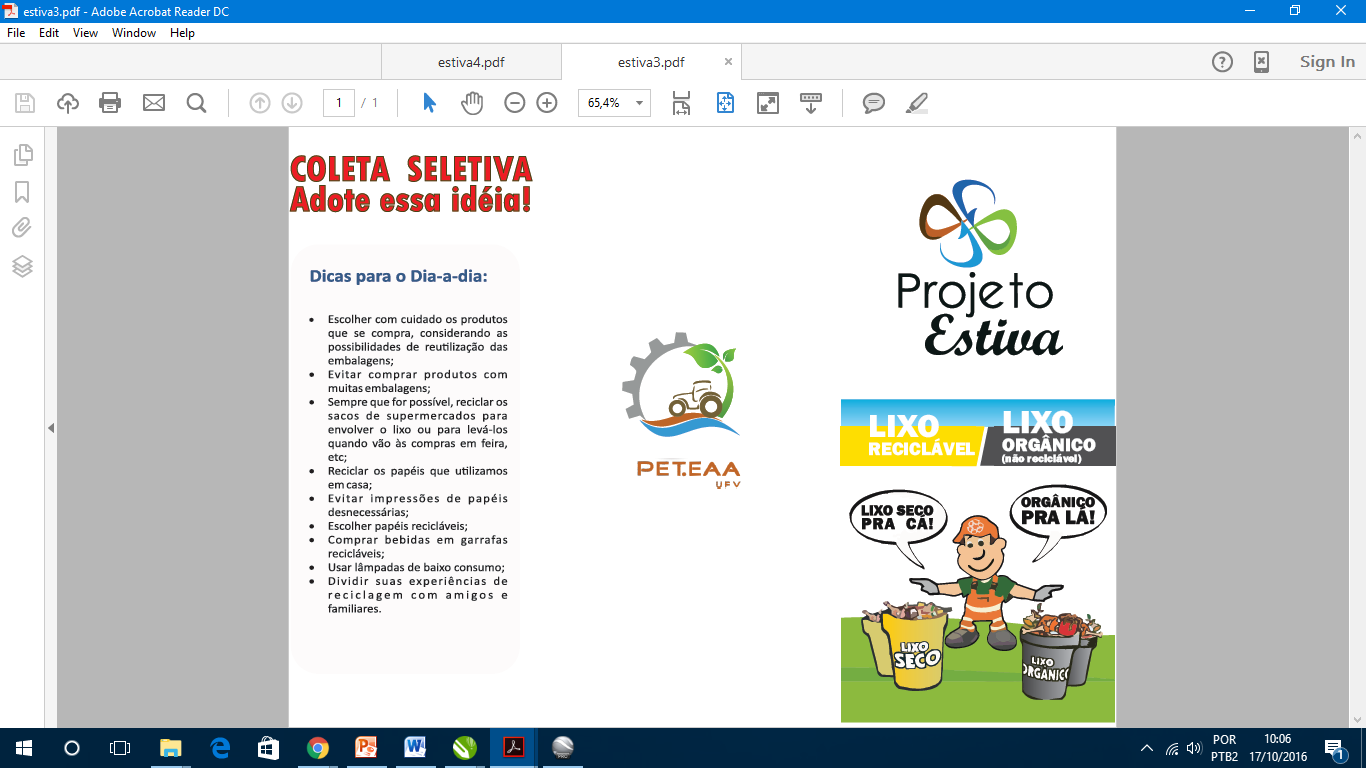 estiva3.pdf - Adobe Acrobat Reader DC
File Edit View Window Help
estiva4.pdf
estiva3.pdf
Sign In
1 / 1
65,4%
COLETA SELETIVA
Adote essa idéia!
Dicas para o Dia-a-dia:
• Escolher com cuidado os produtos
que se compra, considerando as
possibilidades de reutilização das
embalagens;
• Evitar comprar produtos com
muitas embalagens;
• Sempre que for possível, reciclar os
sacos de supermercados para
envolver o lixo ou para levá-los
quando vão às compras em feira,
etc;
• Reciclar os papéis que utilizamos
em casa;
• Evitar impressões de papéis
desnecessárias;
• Escolher papéis recicláveis;
• Comprar bebidas em garrafas
recicláveis;
• Usar lâmpadas de baixo consumo;
• Dividir suas experiências de
reciclagem com amigos e
familiares.
PET.EAA
UFV
Projeto
Estiva
LIXO
RECICLÁVEL
LIXO
ORGÂNICO
(não reciclável)
LIXO SECO
PRA CÁ!
ORGÂNICO
PRA LÁ!
LIXO
SECO
LIXO
ORGÂNICO
POR
PTB2
10:06
17/10/2016
1